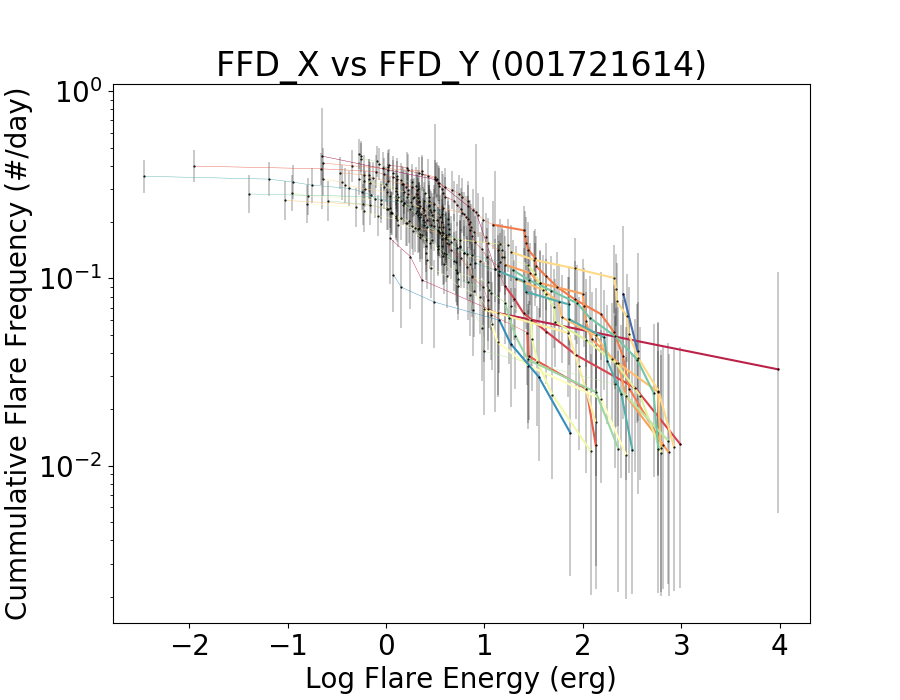 FFD_X vs FFD_Y (001721614)
Cummulative Flare Frequency (#/day)
10⁰
10⁻¹
10⁻²
−2 −1 0 1 2 3 4
Log Flare Energy (erg)